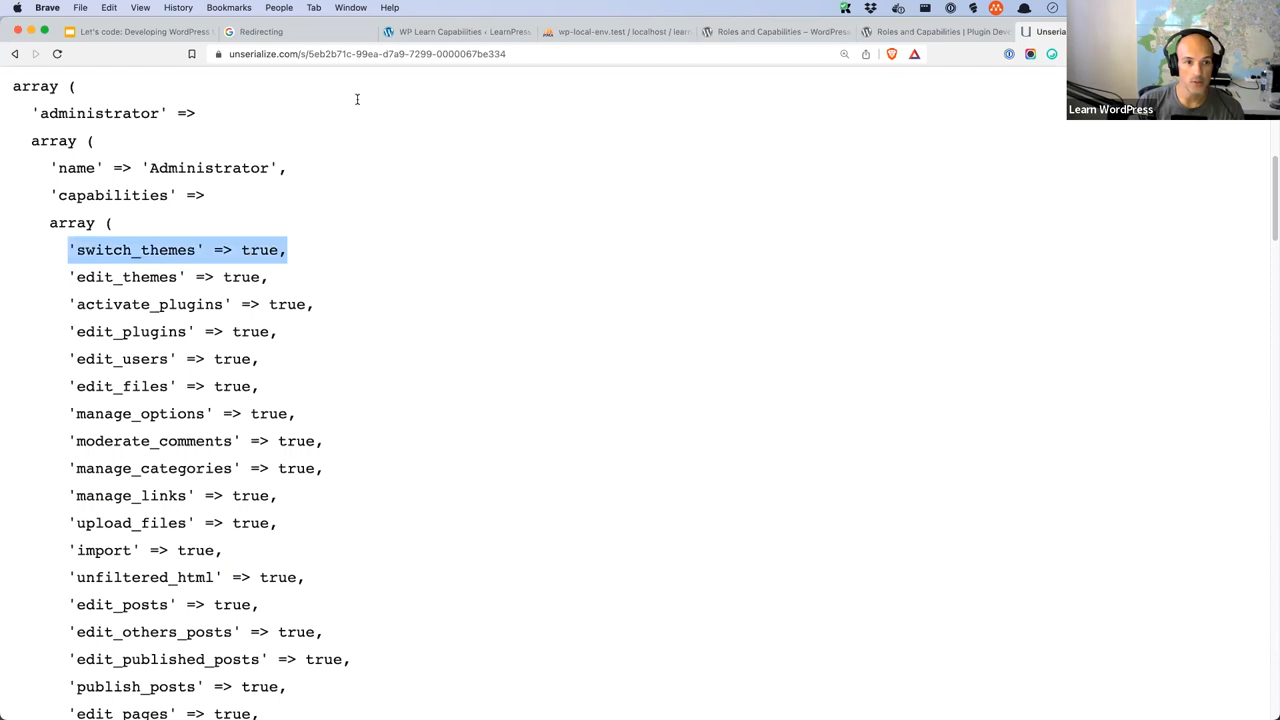 Brave File Edit View History Bookmarks People Tab Window Help
Let's code: Developing WordPress
Redirecting
WP Learn Capabilities ‹ LearnPress
wp-local-env.test / localhost / learn
Roles and Capabilities – WordPress
Roles and Capabilities | Plugin Dev
Unseria
unserialize.com/s/5eb2b71c-99ea-d7a9-7299-0000067be334
Learn WordPress
array (
'administrator' =>
array (
'name' => 'Administrator',
'capabilities' =>
array (
'switch_themes' => true,
'edit_themes' => true,
'activate_plugins' => true,
'edit_plugins' => true,
'edit_users' => true,
'edit_files' => true,
'manage_options' => true,
'moderate_comments' => true,
'manage_categories' => true,
'manage_links' => true,
'upload_files' => true,
'import' => true,
'unfiltered_html' => true,
'edit_posts' => true,
'edit_others_posts' => true,
'edit_published_posts' => true,
'publish_posts' => true,
'edit_pages' => true,